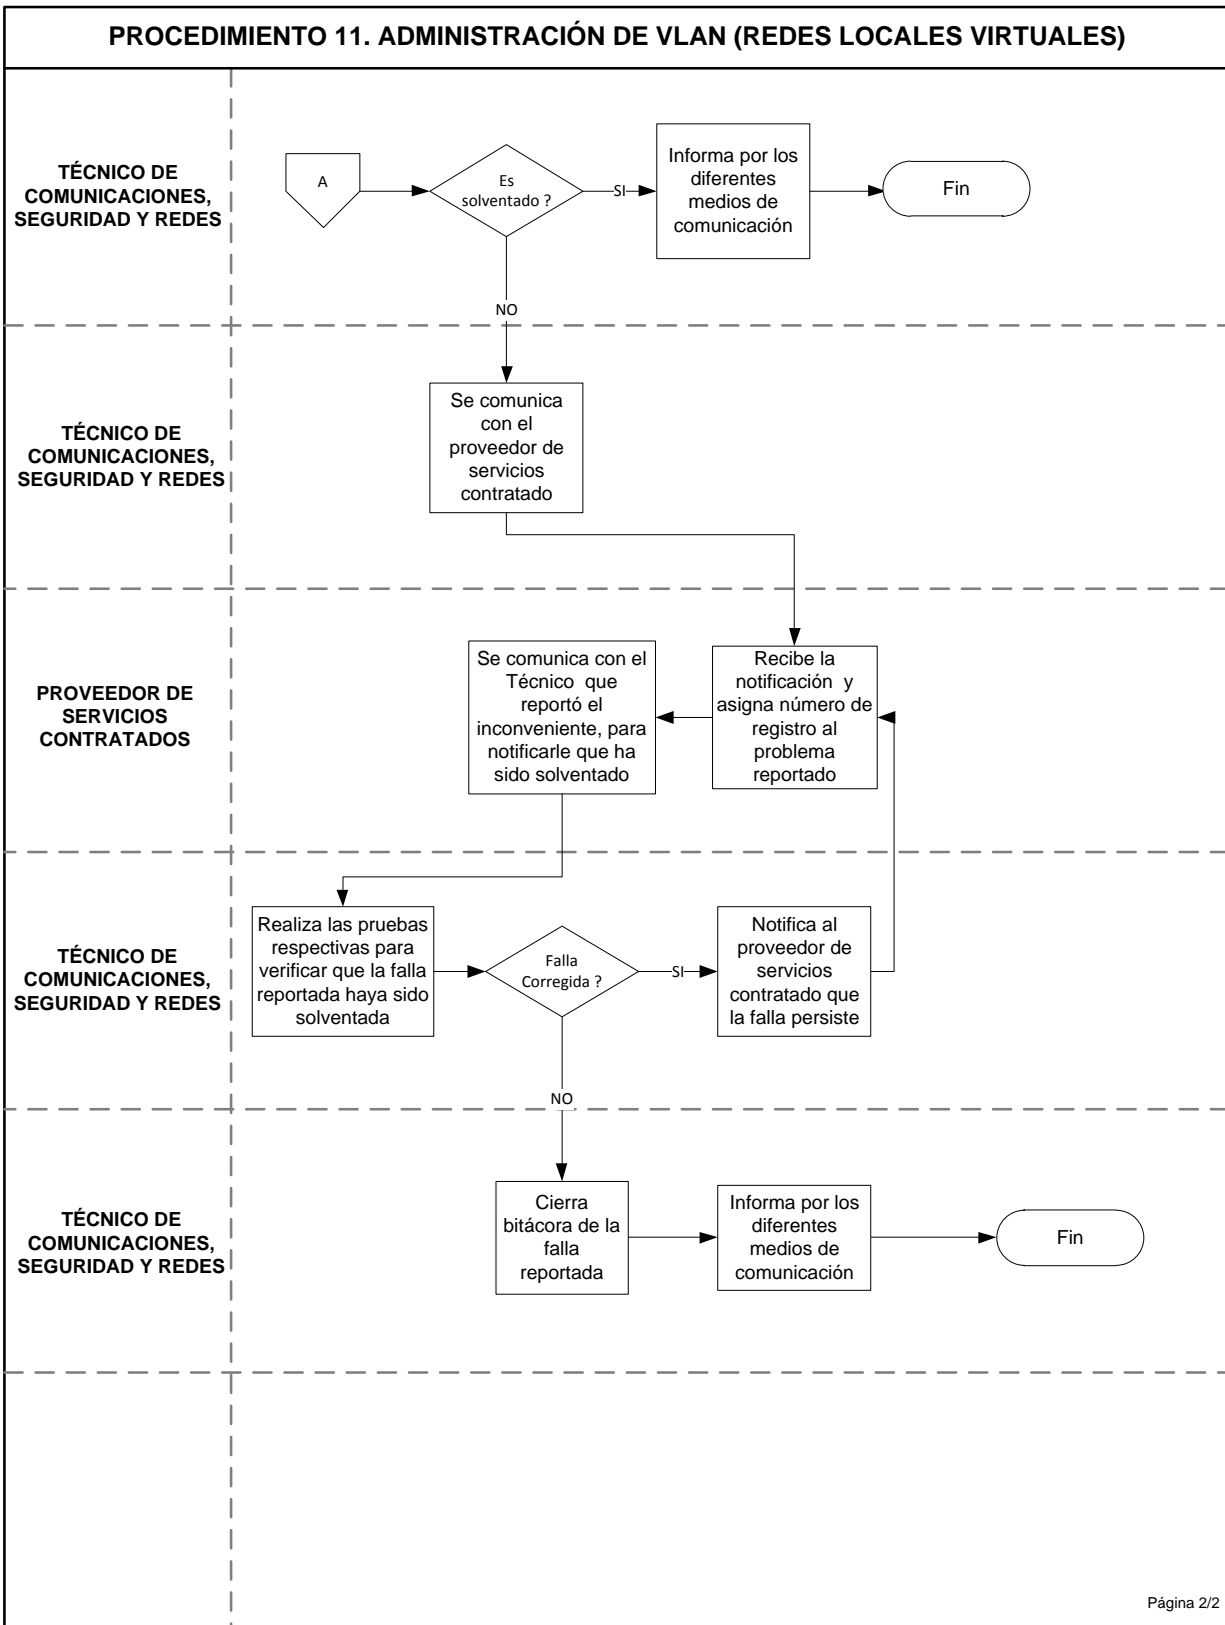 PROCEDIMIENTO 11. ADMINISTRACIÓN DE VLAN (REDES LOCALES VIRTUALES)
TÉCNICO DE
COMUNICACIONES,
SEGURIDAD Y REDES
A
Es
solventado ?
SI
Informa por los
diferentes
medios de
comunicación
Fin
NO
TÉCNICO DE
COMUNICACIONES,
SEGURIDAD Y REDES
Se comunica
con el
proveedor de
servicios
contratado
PROVEEDOR DE
SERVICIOS
CONTRATADOS
Se comunica con el
Técnico que
reportó el
inconveniente, para
notificarle que ha
sido solventado
Recibe la
notificación y
asigna número de
registro al
problema
reportado
TÉCNICO DE
COMUNICACIONES,
SEGURIDAD Y REDES
Realiza las pruebas
respectivas para
verificar que la falla
reportada haya sido
solventada
Falla
Corregida ?
SI
Notifica al
proveedor de
servicios
contratado que
la falla persiste
NO
TÉCNICO DE
COMUNICACIONES,
SEGURIDAD Y REDES
Cierra
bitácora de la
falla
reportada
Informa por los
diferentes
medios de
comunicación
Fin
Página 2/2